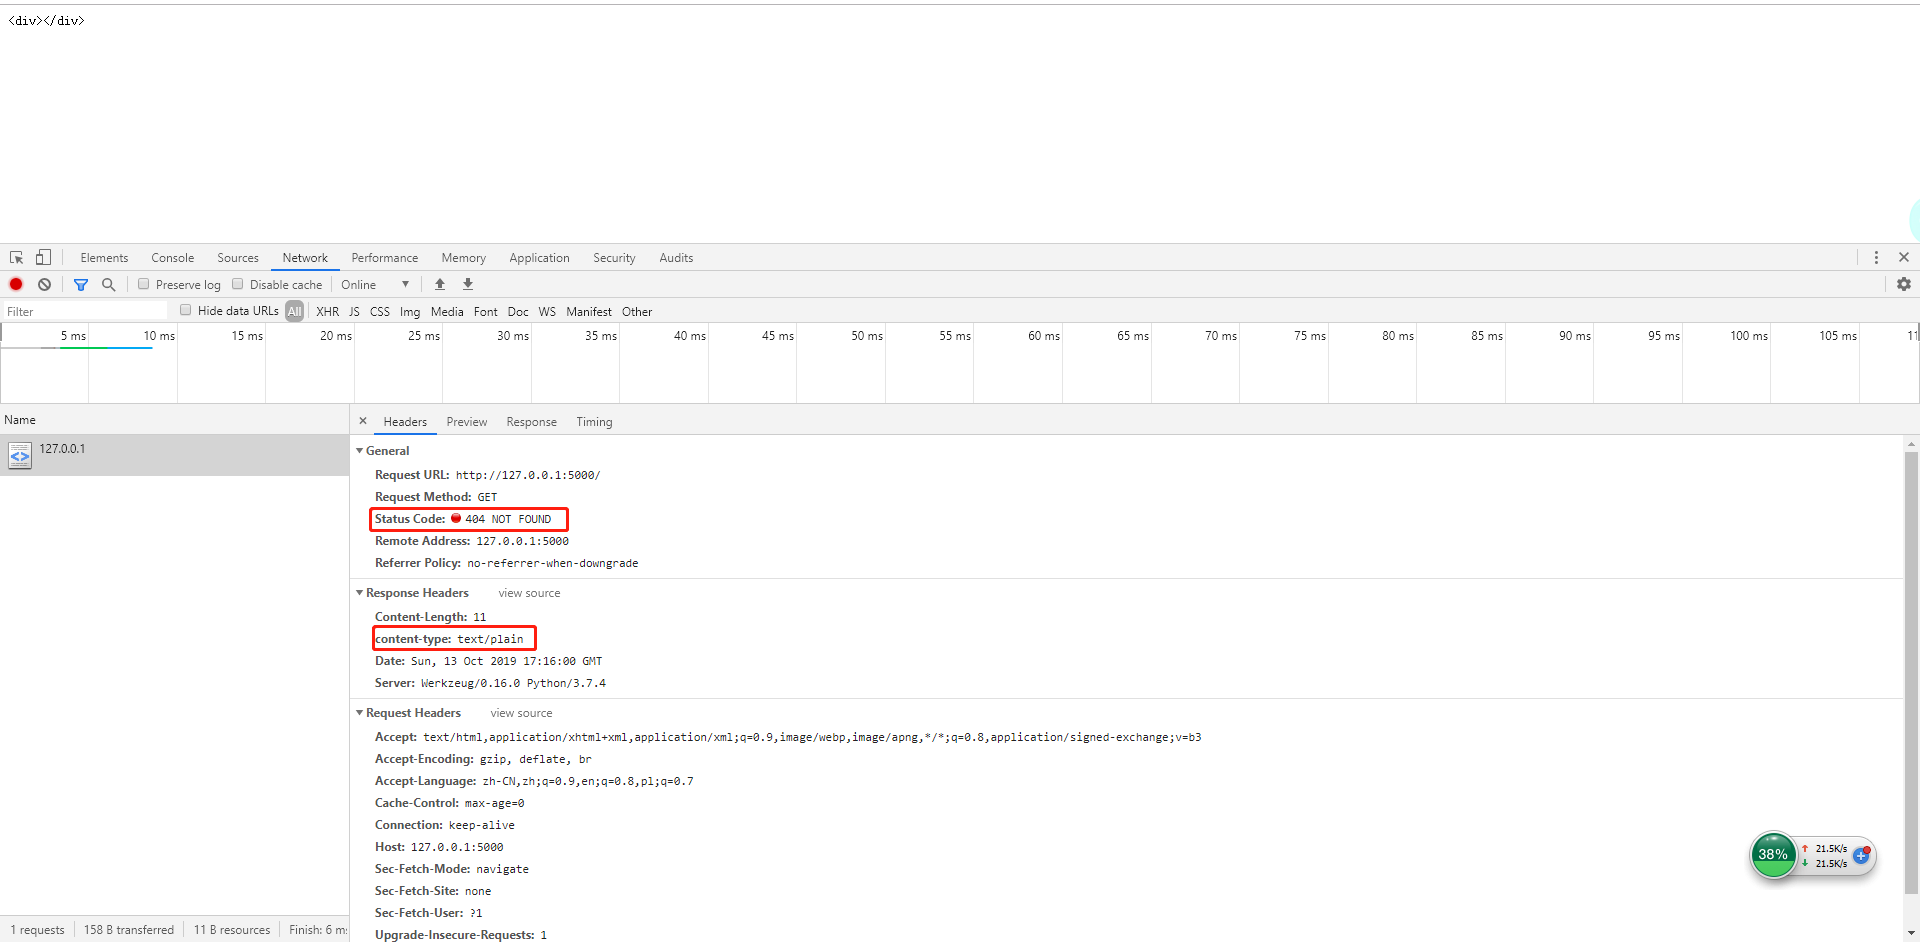 <div></div>
Elements Console Sources Network Performance Memory Application Security Audits
Preserve log Disable cache Online
Filter Hide data URLs All XHR JS CSS Img Media Font Doc WS Manifest Other
5 ms 10 ms 15 ms 20 ms 25 ms 30 ms 35 ms 40 ms 45 ms 50 ms 55 ms 60 ms 65 ms 70 ms 75 ms 80 ms 85 ms 90 ms 95 ms 100 ms 105 ms
Name
127.0.0.1
Headers Preview Response Timing
General
Request URL: http://127.0.0.1:5000/
Request Method: GET
Status Code: 404 NOT FOUND
Remote Address: 127.0.0.1:5000
Referrer Policy: no-referrer-when-downgrade
Response Headers view source
Content-Length: 11
content-type: text/plain
Date: Sun, 13 Oct 2019 17:16:00 GMT
Server: Werkzeug/0.16.0 Python/3.7.4
Request Headers view source
Accept: text/html,application/xhtml+xml,application/xml;q=0.9,image/webp,image/apng,*/*;q=0.8,application/signed-exchange;v=b3
Accept-Encoding: gzip, deflate, br
Accept-Language: zh-CN,zh;q=0.9,en;q=0.8,pl;q=0.7
Cache-Control: max-age=0
Connection: keep-alive
Host: 127.0.0.1:5000
Sec-Fetch-Mode: navigate
Sec-Fetch-Site: none
Sec-Fetch-User: ?1
Upgrade-Insecure-Requests: 1
38% 21.5K/s
21.5K/s
1 requests 158 B transferred 11 B resources Finish: 6